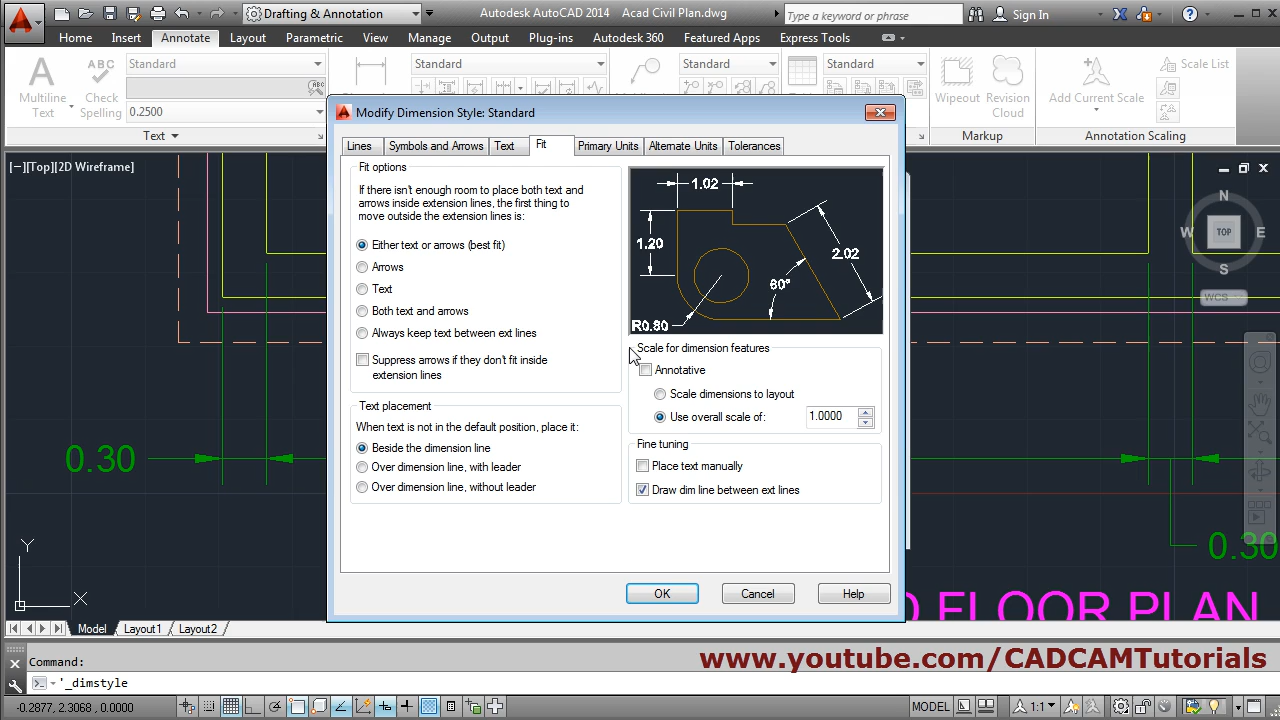 Drafting & Annotation
Autodesk AutoCAD 2014 Acad Civil Plan.dwg
Type a keyword or phrase
Sign In
Home Insert Annotate Layout Parametric View Manage Output Plug-ins Autodesk 360 Featured Apps Express Tools
A ABC
Multiline Text
Check Spelling
Standard
0.2500
Text
Standard
Standard
Standard
Wipeout
Revision Cloud
Markup
Add Current Scale
Scale List
Annotation Scaling
[−][Top][2D Wireframe]
Modify Dimension Style: Standard
Lines Symbols and Arrows Text Fit Primary Units Alternate Units Tolerances
Fit options
If there isn't enough room to place both text and
arrows inside extension lines, the first thing to
move outside the extension lines is:
Either text or arrows (best fit)
Arrows
Text
Both text and arrows
Always keep text between ext lines
Suppress arrows if they don't fit inside
extension lines
Text placement
When text is not in the default position, place it:
Beside the dimension line
Over dimension line, with leader
Over dimension line, without leader
1.02
1.20
2.02
60°
R0.80
Scale for dimension features
Annotative
Scale dimensions to layout
Use overall scale of: 1.0000
Fine tuning
Place text manually
Draw dim line between ext lines
OK Cancel Help
N
W TOP E
S
WCS
0.30
0.30
FLOOR PLAN
Y
X
Model Layout1 Layout2
Command:
'_dimstyle
www.youtube.com/CADCAMTutorials
-0.2877, 2.3068, 0.0000
MODEL
1:1